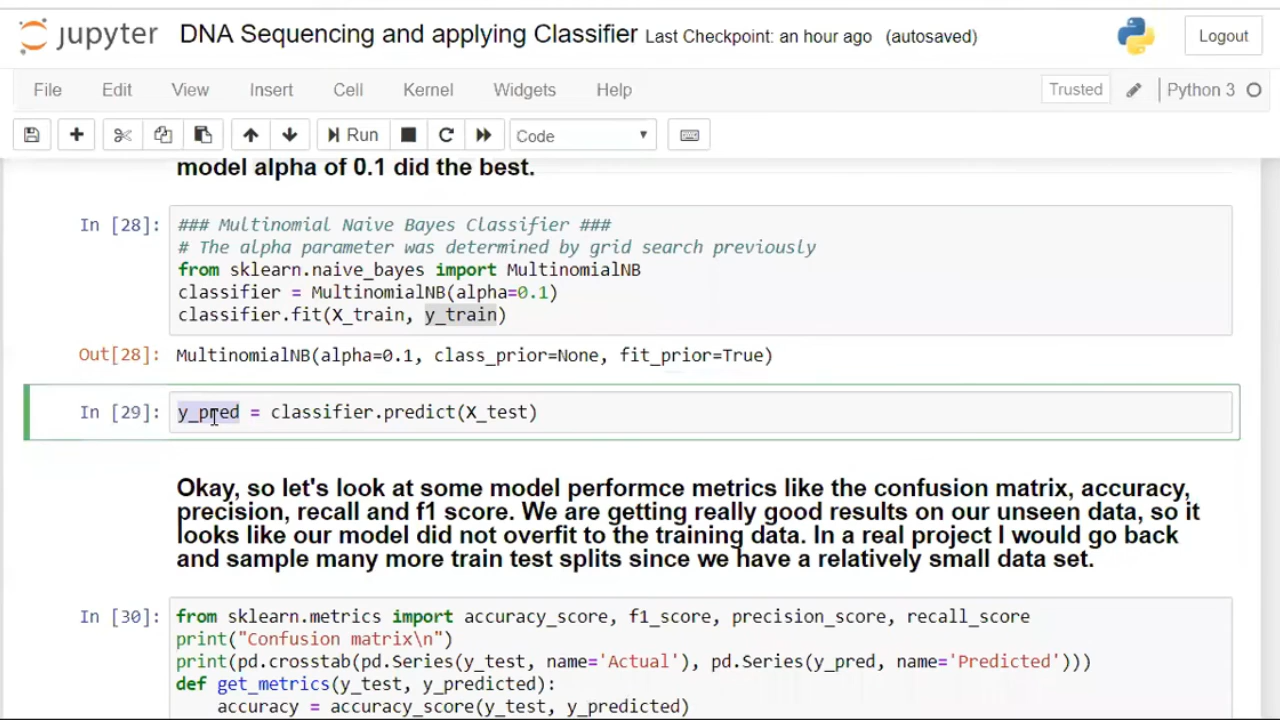 jupyter DNA Sequencing and applying Classifier Last Checkpoint: an hour ago (autosaved) Logout
File Edit View Insert Cell Kernel Widgets Help Trusted Python 3
Run Code
model alpha of 0.1 did the best.
In [28]: ### Multinomial Naive Bayes Classifier ###
# The alpha parameter was determined by grid search previously
from sklearn.naive_bayes import MultinomialNB
classifier = MultinomialNB(alpha=0.1)
classifier.fit(X_train, y_train)
Out[28]: MultinomialNB(alpha=0.1, class_prior=None, fit_prior=True)
In [29]: y_pred = classifier.predict(X_test)
Okay, so let's look at some model performce metrics like the confusion matrix, accuracy,
precision, recall and f1 score. We are getting really good results on our unseen data, so it
looks like our model did not overfit to the training data. In a real project I would go back
and sample many more train test splits since we have a relatively small data set.
In [30]: from sklearn.metrics import accuracy_score, f1_score, precision_score, recall_score
print("Confusion matrix\n")
print(pd.crosstab(pd.Series(y_test, name='Actual'), pd.Series(y_pred, name='Predicted')))
def get_metrics(y_test, y_predicted):
accuracy = accuracy_score(y_test, y_predicted)